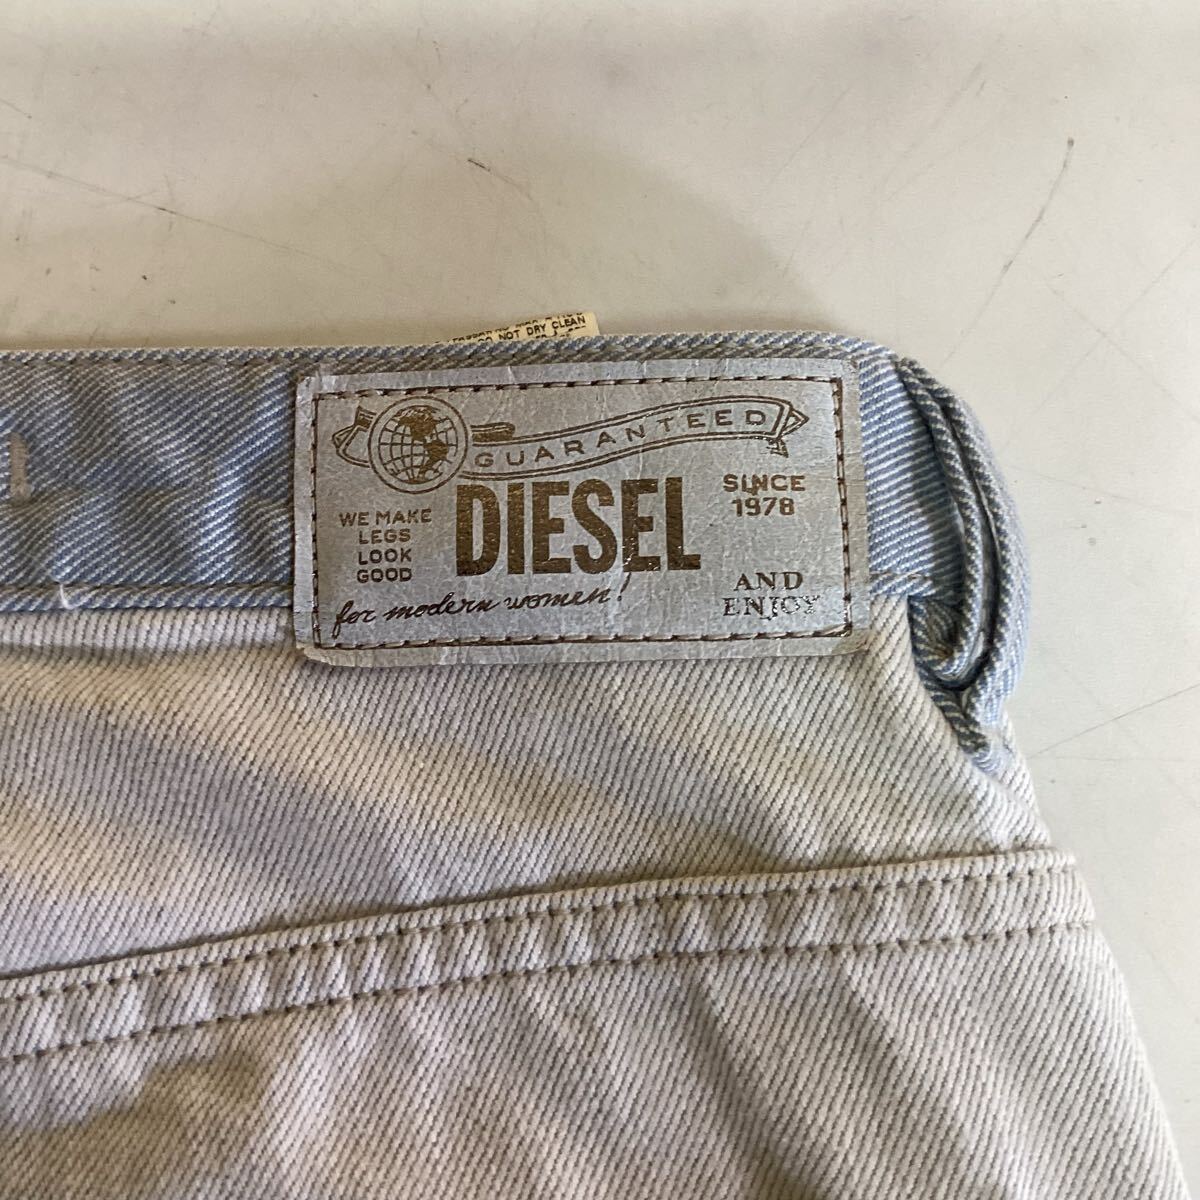 DO NOT DRY CLEAN
GUARANTEED
DIESEL
SINCE
1978
WE MAKE
LEGS
LOOK
GOOD
for modern women!
AND
ENJOY